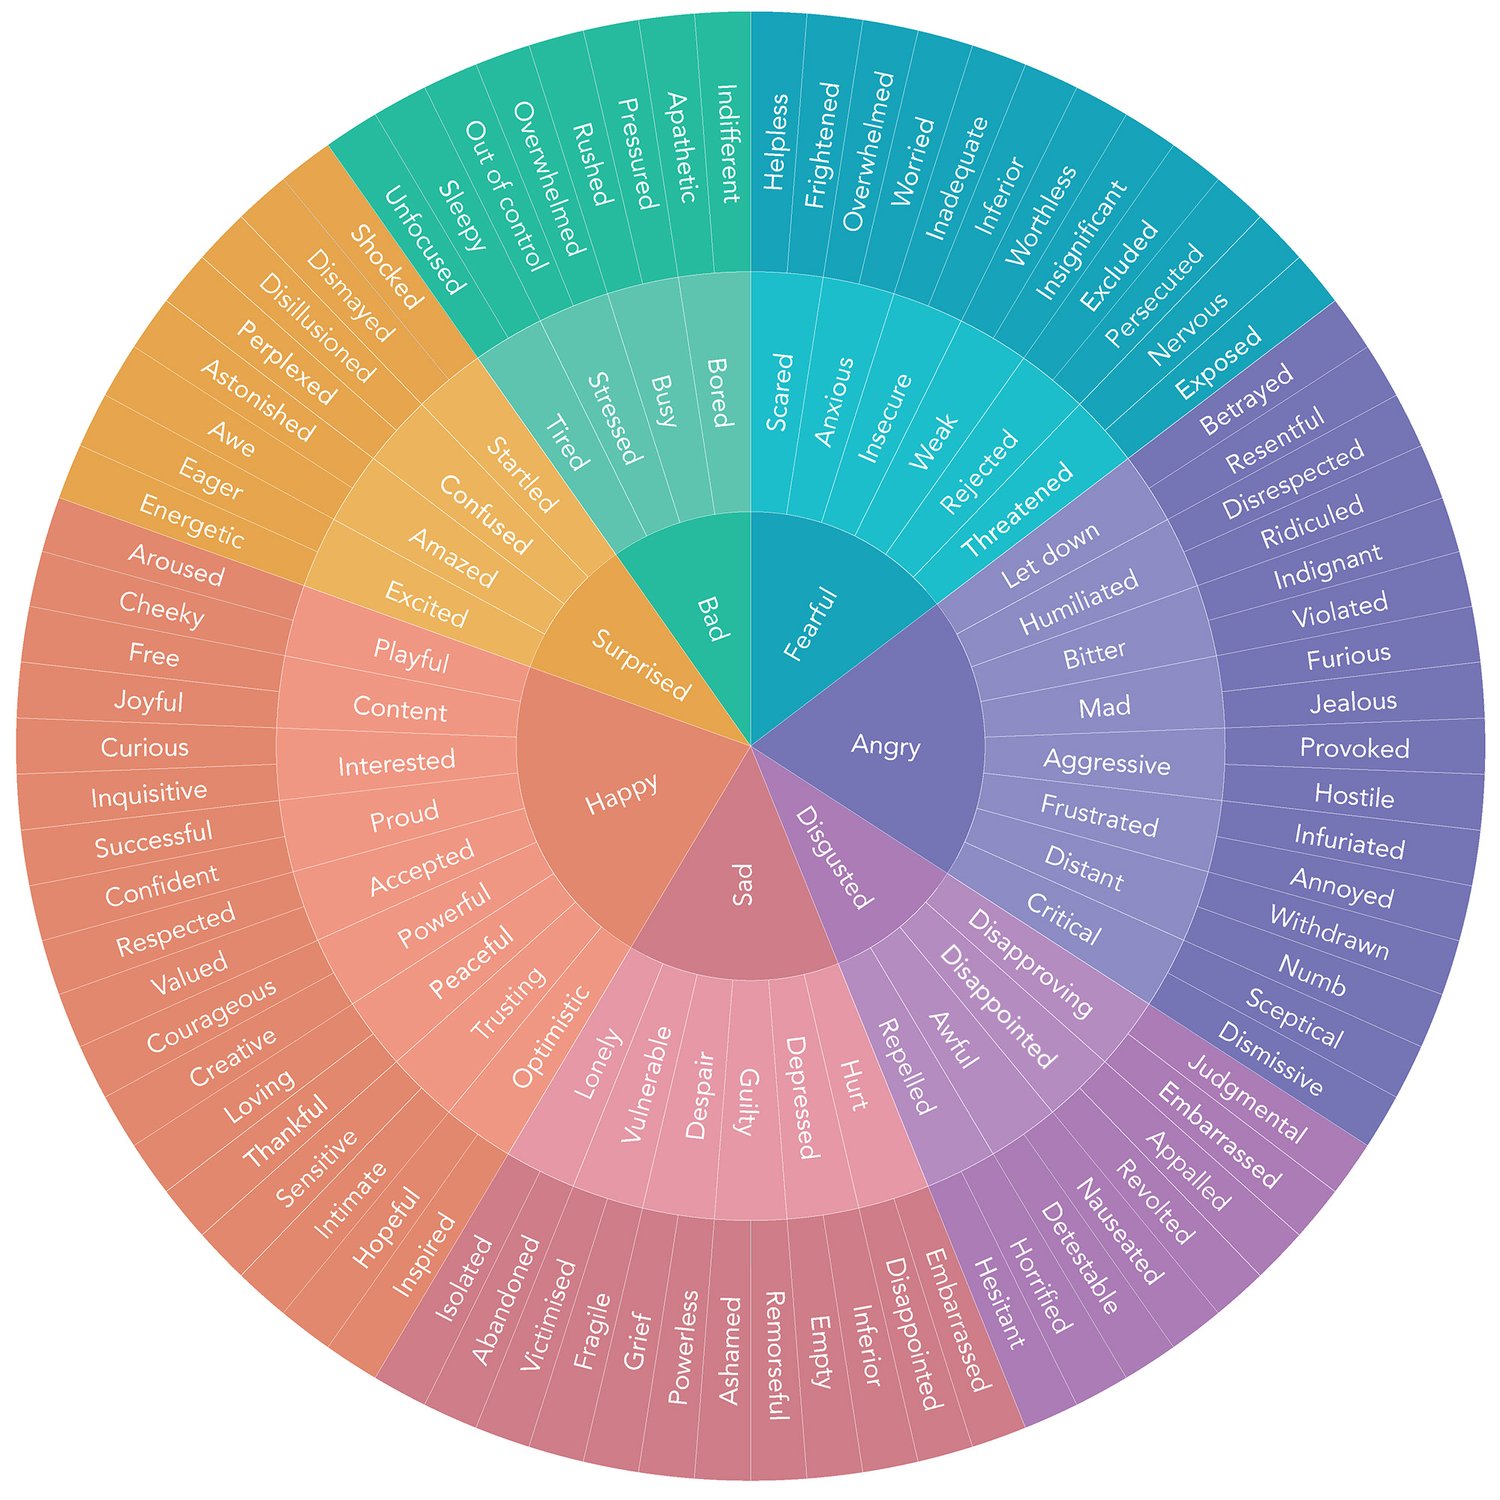 Fearful
Angry
Disgusted
Sad
Happy
Surprised
Bad
Scared
Anxious
Insecure
Weak
Rejected
Threatened
Let down
Humiliated
Bitter
Mad
Aggressive
Frustrated
Distant
Critical
Disapproving
Disappointed
Awful
Repelled
Hurt
Depressed
Guilty
Despair
Vulnerable
Lonely
Optimistic
Trusting
Peaceful
Powerful
Accepted
Proud
Interested
Content
Playful
Excited
Amazed
Confused
Startled
Tired
Stressed
Busy
Bored
Helpless
Frightened
Overwhelmed
Worried
Inadequate
Inferior
Worthless
Insignificant
Excluded
Persecuted
Nervous
Exposed
Betrayed
Resentful
Disrespected
Ridiculed
Indignant
Violated
Furious
Jealous
Provoked
Hostile
Infuriated
Annoyed
Withdrawn
Numb
Sceptical
Dismissive
Judgmental
Embarrassed
Appalled
Revolted
Nauseated
Detestable
Horrified
Hesitant
Embarrassed
Disappointed
Inferior
Empty
Remorseful
Ashamed
Powerless
Grief
Fragile
Victimised
Abandoned
Isolated
Inspired
Hopeful
Intimate
Sensitive
Thankful
Loving
Creative
Courageous
Valued
Respected
Confident
Successful
Inquisitive
Curious
Joyful
Free
Cheeky
Aroused
Energetic
Eager
Awe
Astonished
Perplexed
Disillusioned
Dismayed
Shocked
Unfocused
Sleepy
Out of control
Overwhelmed
Rushed
Pressured
Apathetic
Indifferent